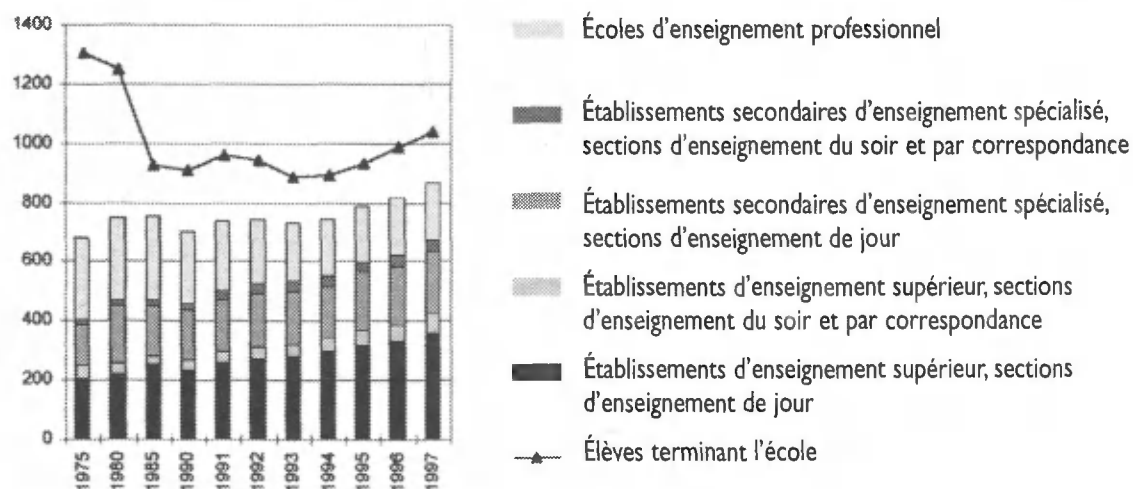 1400
1200
1000
800
600
400
200
0
1975
1980
1985
1990
1991
1992
1993
1994
1995
1996
1997
Écoles d'enseignement professionnel
Établissements secondaires d'enseignement spécialisé,
sections d'enseignement du soir et par correspondance
Établissements secondaires d'enseignement spécialisé,
sections d'enseignement de jour
Établissements d'enseignement supérieur, sections
d'enseignement du soir et par correspondance
Établissements d'enseignement supérieur, sections
d'enseignement de jour
Élèves terminant l'école